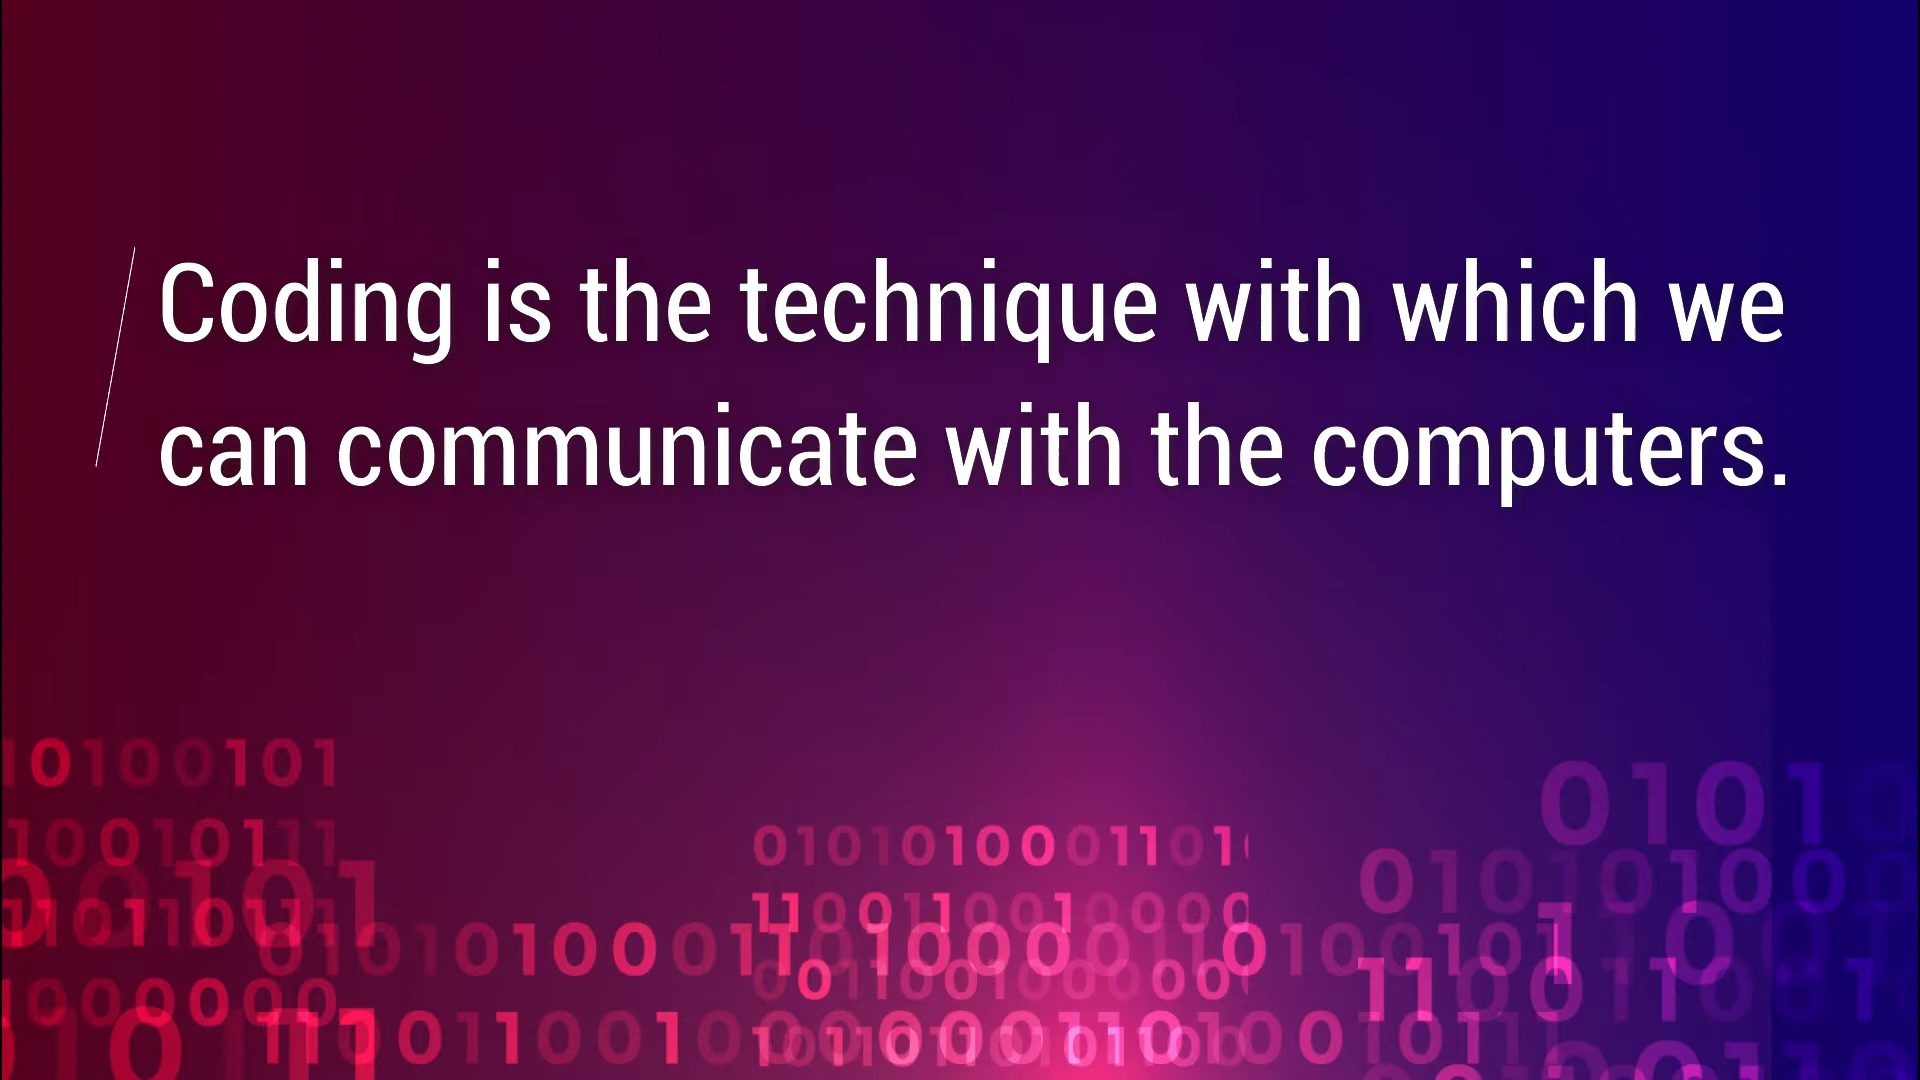 Coding is the technique with which we
can communicate with the computers.